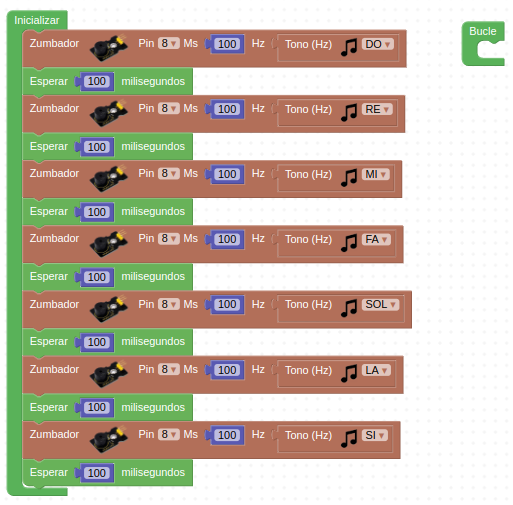 Inicializar
Bucle
Zumbador Pin 8 Ms 100 Hz Tono (Hz) DO
Esperar 100 milisegundos
Zumbador Pin 8 Ms 100 Hz Tono (Hz) RE
Esperar 100 milisegundos
Zumbador Pin 8 Ms 100 Hz Tono (Hz) MI
Esperar 100 milisegundos
Zumbador Pin 8 Ms 100 Hz Tono (Hz) FA
Esperar 100 milisegundos
Zumbador Pin 8 Ms 100 Hz Tono (Hz) SOL
Esperar 100 milisegundos
Zumbador Pin 8 Ms 100 Hz Tono (Hz) LA
Esperar 100 milisegundos
Zumbador Pin 8 Ms 100 Hz Tono (Hz) SI
Esperar 100 milisegundos